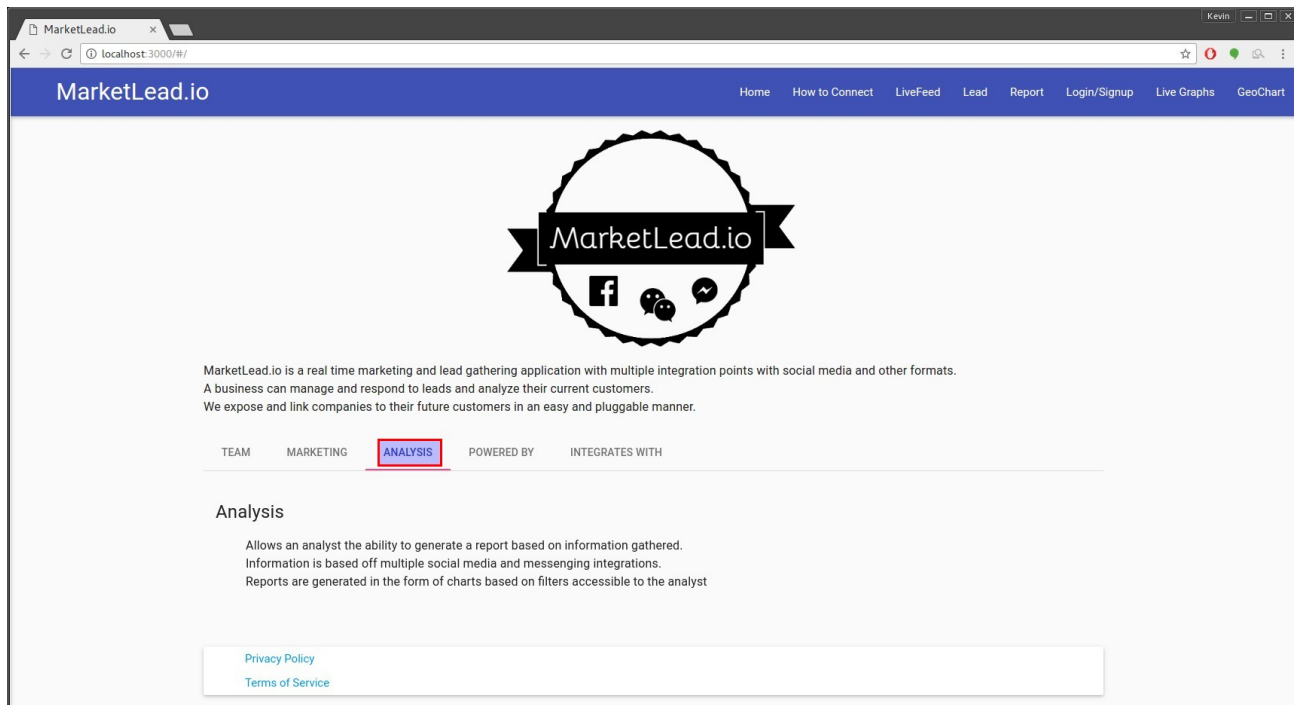 Kevin
MarketLead.io
localhost:3000/#/
MarketLead.io
Home How to Connect LiveFeed Lead Report Login/Signup Live Graphs GeoChart
MarketLead.io
MarketLead.io is a real time marketing and lead gathering application with multiple integration points with social media and other formats.
A business can manage and respond to leads and analyze their current customers.
We expose and link companies to their future customers in an easy and pluggable manner.
TEAM MARKETING ANALYSIS POWERED BY INTEGRATES WITH
Analysis
Allows an analyst the ability to generate a report based on information gathered.
Information is based off multiple social media and messenging integrations.
Reports are generated in the form of charts based on filters accessible to the analyst
Privacy Policy
Terms of Service